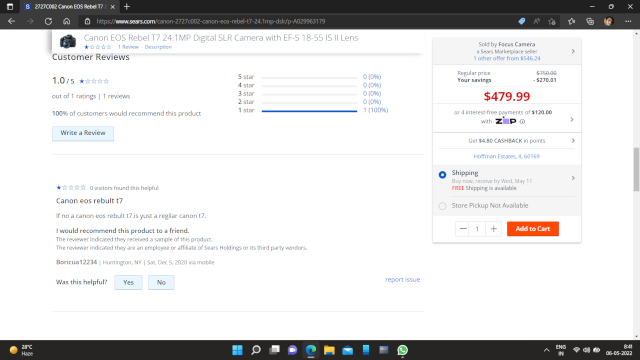 2727C002 Canon EOS Rebel T7 2
https://www.sears.com/canon-2727c002-canon-eos-rebel-t7-24.1mp-dslr/p-A029963179
Canon EOS Rebel T7 24.1MP Digital SLR Camera with EF-S 18-55 IS II Lens
1 Review · Description
Customer Reviews
1.0 / 5
out of 1 ratings | 1 reviews
100% of customers would recommend this product
Write a Review
5 star 0 (0%)
4 star 0 (0%)
3 star 0 (0%)
2 star 0 (0%)
1 star 1 (100%)
0 visitors found this helpful
Canon eos rebult t7
If no a canon eos rebult t7 is yust a regilar canon t7.
I would recommend this product to a friend.
The reviewer indicated they received a sample of this product.
The reviewer indicated they are an employee or affiliate of Sears Holdings or its third party vendors.
Boricua12234 | Hunnington, NY | Sat, Dec 5, 2020 via mobile
Was this helpful? Yes No
report issue
Sold by Focus Camera
a Sears Marketplace seller
1 other offer from $546.24
Regular price $750.00
Your savings - $270.01
$479.99
or 4 interest-free payments of $120.00
with ZIP
Get $4.80 CASHBACK in points
Hoffman Estates, IL 60169
Shipping
Buy now, receive by Wed, May 11
FREE Shipping is available
Store Pickup Not Available
— 1 +
Add to Cart
28°C
Haze
ENG
IN
8:41
06-05-2022